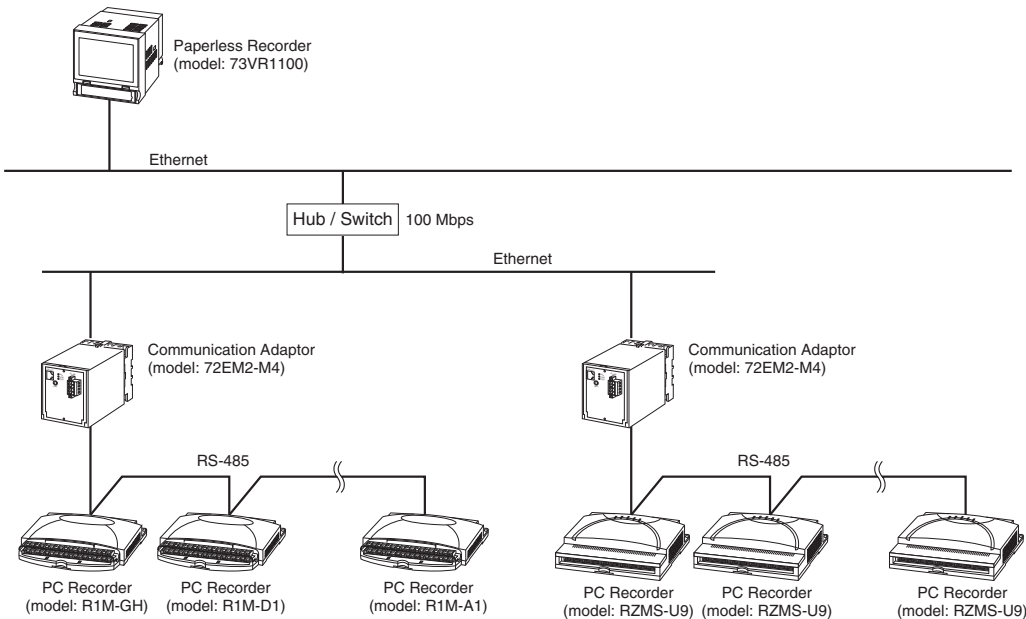 Paperless Recorder
(model: 73VR1100)
Ethernet
Hub / Switch
100 Mbps
Ethernet
Communication Adaptor
(model: 72EM2-M4)
Communication Adaptor
(model: 72EM2-M4)
RS-485
RS-485
PC Recorder
(model: R1M-GH)
PC Recorder
(model: R1M-D1)
PC Recorder
(model: R1M-A1)
PC Recorder
(model: RZMS-U9)
PC Recorder
(model: RZMS-U9)
PC Recorder
(model: RZMS-U9)